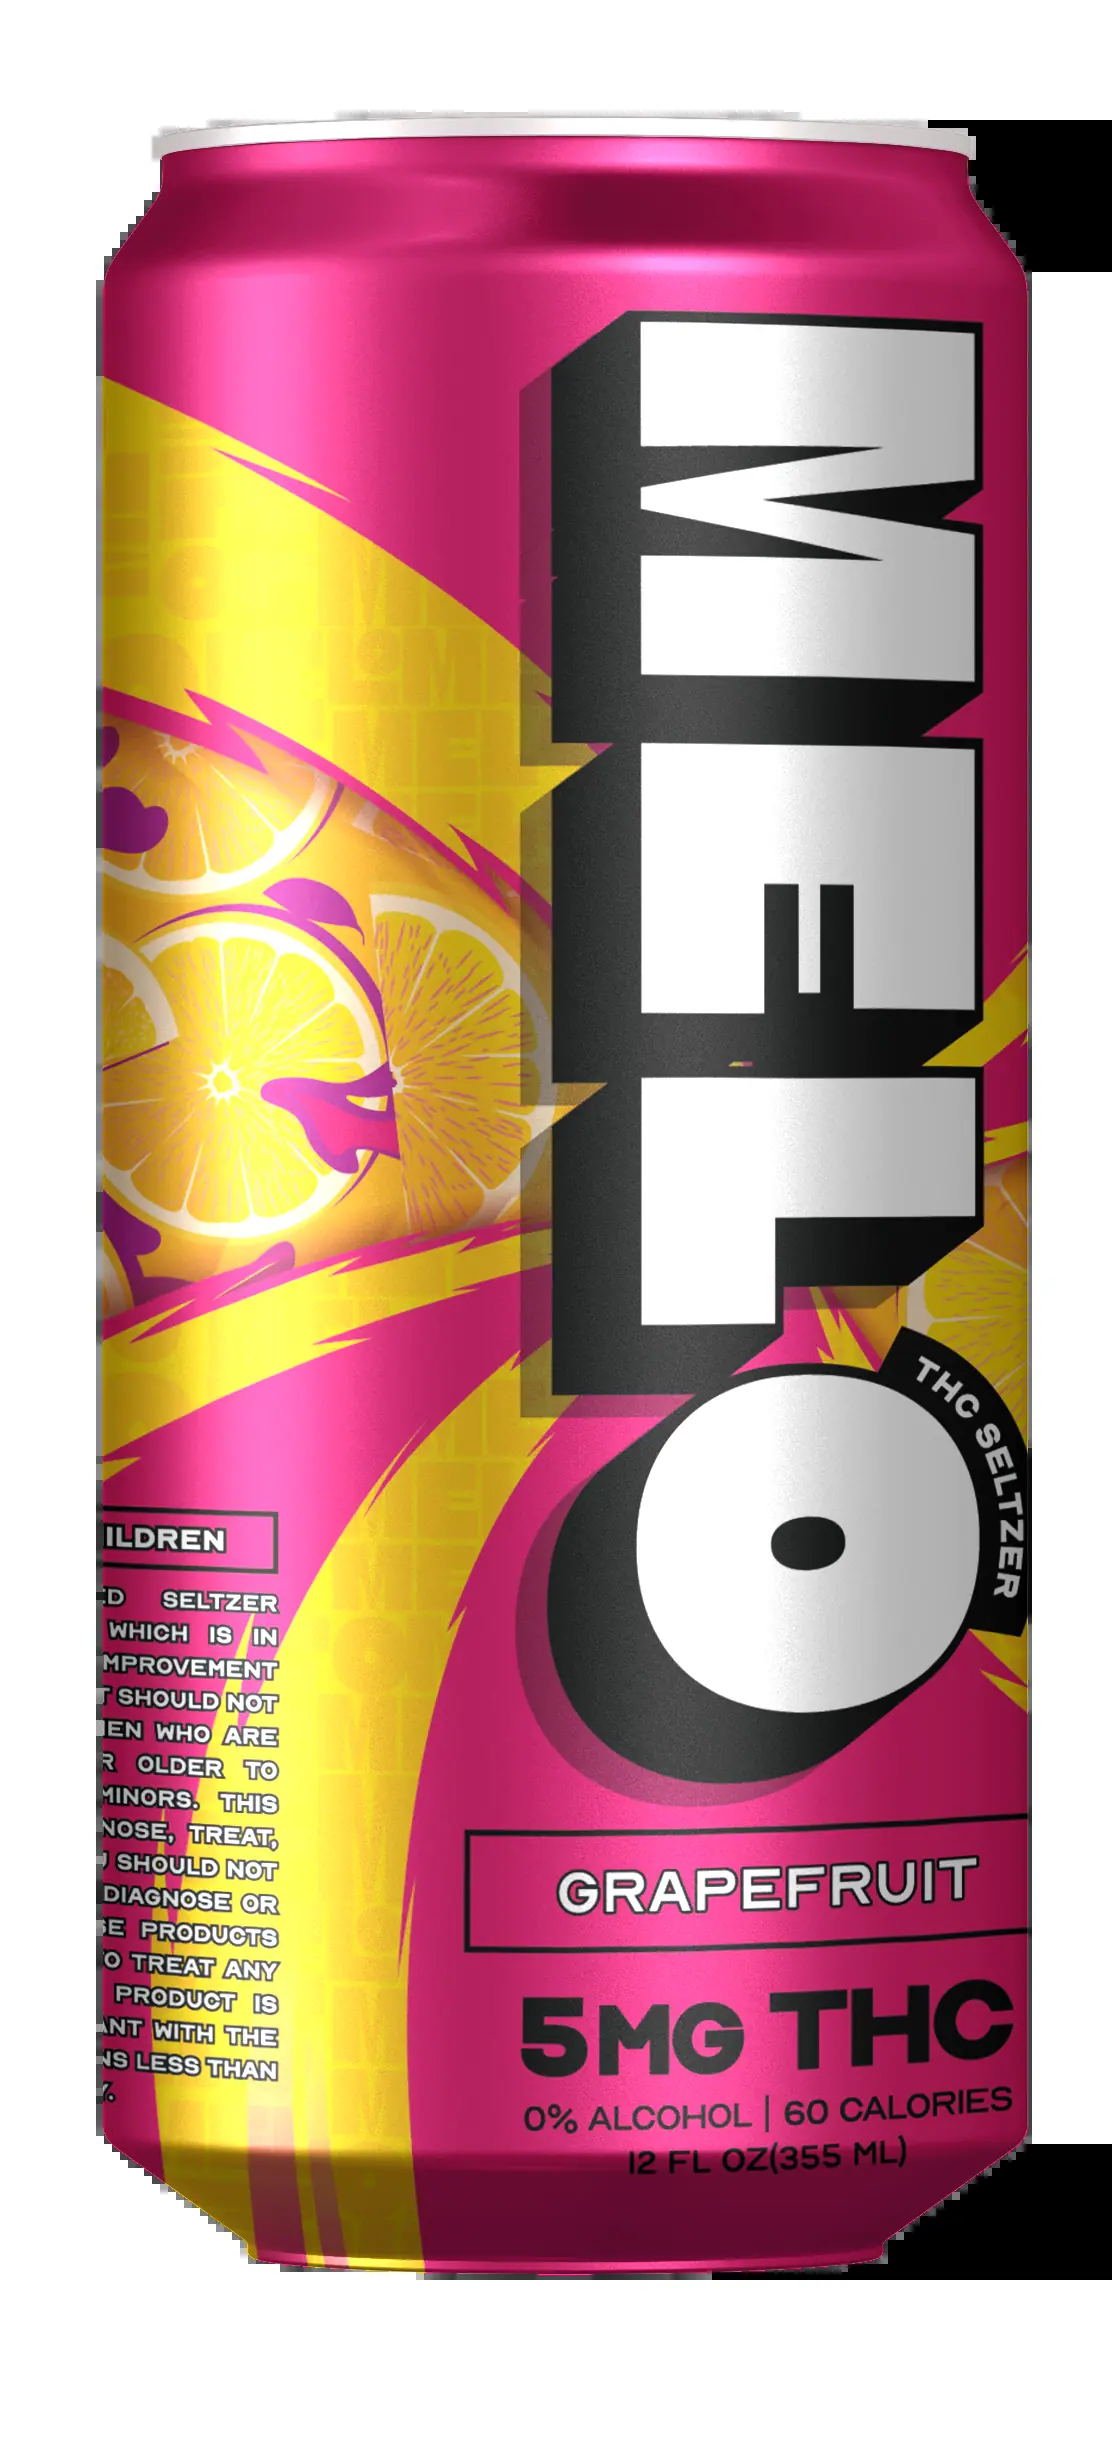 MELLO
THC SELTZER
GRAPEFRUIT
5MG THC
0% ALCOHOL | 60 CALORIES
12 FL OZ(355 ML)
SELTZER
WHICH IS IN
SHOULD NOT
WHO ARE
OLDER TO
MINORS. THIS
TREAT,
SHOULD NOT
DIAGNOSE OR
PRODUCTS
TREAT ANY
PRODUCT IS
WITH THE
LESS THAN